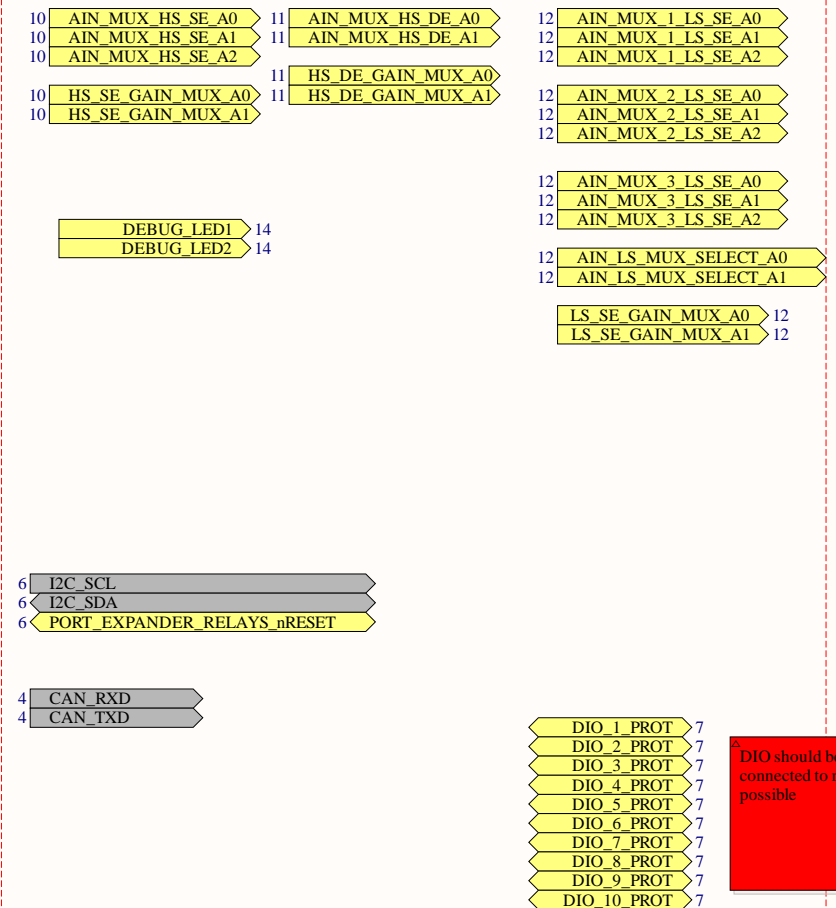 10 AIN_MUX_HS_SE_A0
10 AIN_MUX_HS_SE_A1
10 AIN_MUX_HS_SE_A2
10 HS_SE_GAIN_MUX_A0
10 HS_SE_GAIN_MUX_A1
11 AIN_MUX_HS_DE_A0
11 AIN_MUX_HS_DE_A1
11 HS_DE_GAIN_MUX_A0
11 HS_DE_GAIN_MUX_A1
12 AIN_MUX_1_LS_SE_A0
12 AIN_MUX_1_LS_SE_A1
12 AIN_MUX_1_LS_SE_A2
12 AIN_MUX_2_LS_SE_A0
12 AIN_MUX_2_LS_SE_A1
12 AIN_MUX_2_LS_SE_A2
12 AIN_MUX_3_LS_SE_A0
12 AIN_MUX_3_LS_SE_A1
12 AIN_MUX_3_LS_SE_A2
12 AIN_LS_MUX_SELECT_A0
12 AIN_LS_MUX_SELECT_A1
LS_SE_GAIN_MUX_A0 12
LS_SE_GAIN_MUX_A1 12
DEBUG_LED1 14
DEBUG_LED2 14
6 I2C_SCL
6 I2C_SDA
6 PORT_EXPANDER_RELAYS_nRESET
4 CAN_RXD
4 CAN_TXD
DIO_1_PROT 7
DIO_2_PROT 7
DIO_3_PROT 7
DIO_4_PROT 7
DIO_5_PROT 7
DIO_6_PROT 7
DIO_7_PROT 7
DIO_8_PROT 7
DIO_9_PROT 7
DIO_10_PROT 7
DIO should
connected to
possible